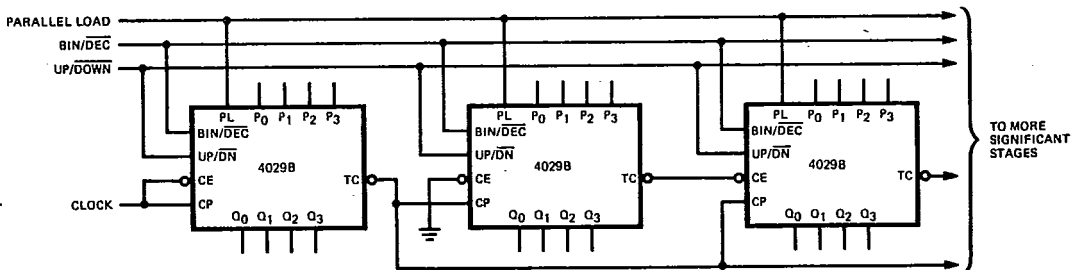 PARALLEL LOAD
BIN/DEC
UP/DOWN
PL P0 P1 P2 P3
BIN/DEC
UP/DN
4029B
CE
TC
CP
Q0 Q1 Q2 Q3
CLOCK
PL P0 P1 P2 P3
BIN/DEC
UP/DN
4029B
CE
TC
CP
Q0 Q1 Q2 Q3
PL P0 P1 P2 P3
BIN/DEC
UP/DN
4029B
CE
TC
CP
Q0 Q1 Q2 Q3
TO MORE
SIGNIFICANT
STAGES